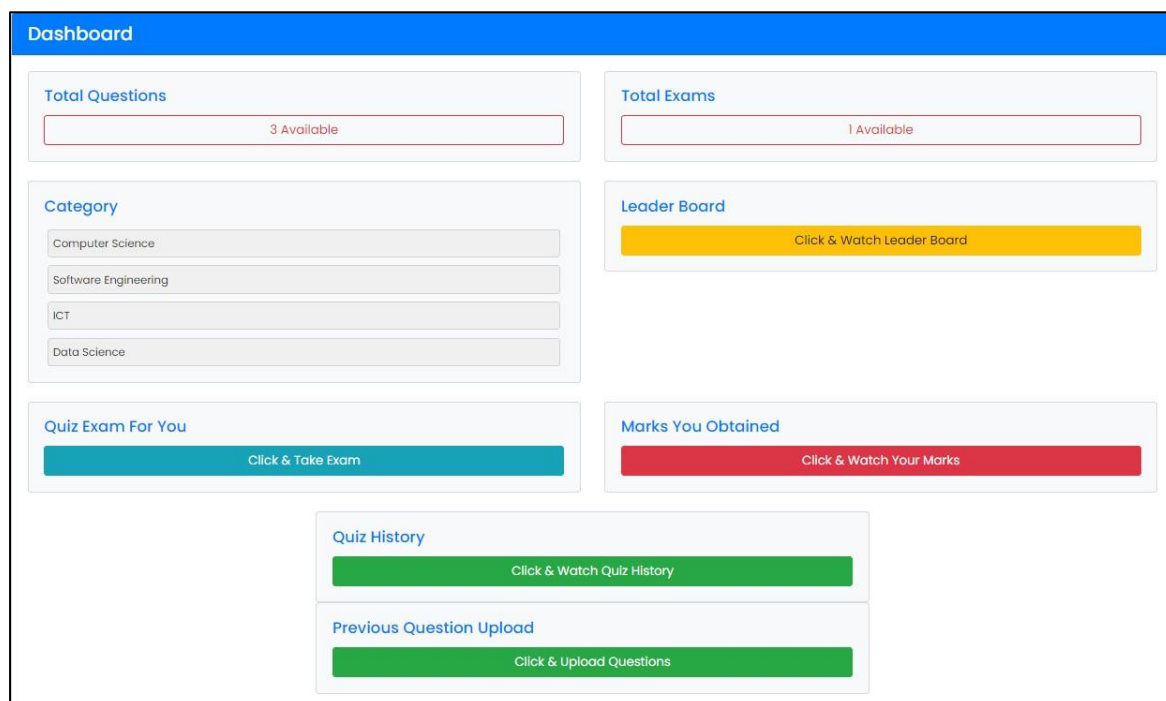 Dashboard
Total Questions
3 Available
Total Exams
1 Available
Category
Computer Science
Software Engineering
ICT
Data Science
Leader Board
Click & Watch Leader Board
Quiz Exam For You
Click & Take Exam
Marks You Obtained
Click & Watch Your Marks
Quiz History
Click & Watch Quiz History
Previous Question Upload
Click & Upload Questions